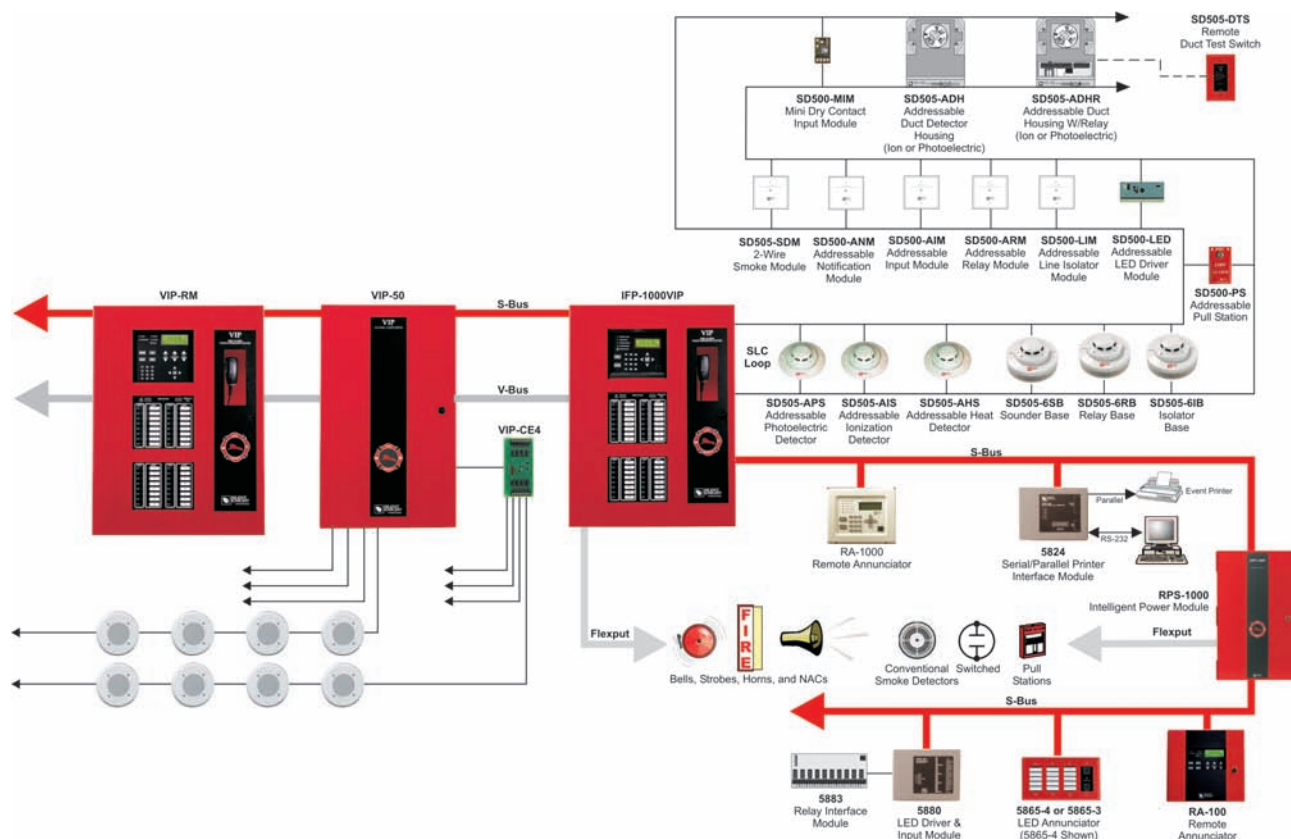 SD505-DTS
Remote
Duct Test Switch
SD500-MIM
Mini Dry Contact
Input Module
SD505-ADH
Addressable
Duct Detector
Housing
(Ion or Photoelectric)
SD505-ADHR
Addressable Duct
Housing W/Relay
(Ion or Photoelectric)
SD505-SDM
2-Wire
Smoke Module
SD500-ANM
Addressable
Notification
Module
SD500-AIM
Addressable
Input Module
SD500-ARM
Addressable
Relay Module
SD500-LIM
Addressable
Line Isolator
Module
SD500-LED
Addressable
LED Driver
Module
SD500-PS
Addressable
Pull Station
VIP-RM
VIP-50
S-Bus
IFP-1000VIP
VIP
VIP
VIP
V-Bus
VIP-CE4
SLC
Loop
SD505-APS
Addressable
Photoelectric
Detector
SD505-AIS
Addressable
Ionization
Detector
SD505-AHS
Addressable Heat
Detector
SD505-6SB
Sounder Base
SD505-6RB
Relay Base
SD505-6IB
Isolator
Base
S-Bus
RA-1000
Remote Annunciator
5824
Serial/Parallel Printer
Interface Module
Parallel
Event Printer
RS-232
RPS-1000
Intelligent Power Module
Flexput
FIRE
Bells, Strobes, Horns, and NACs
Conventional
Smoke Detectors
Switched
Pull
Stations
Flexput
S-Bus
5883
Relay Interface
Module
5880
LED Driver &
Input Module
5865-4 or 5865-3
LED Annunciator
(5865-4 Shown)
RA-100
Remote
Annunciator